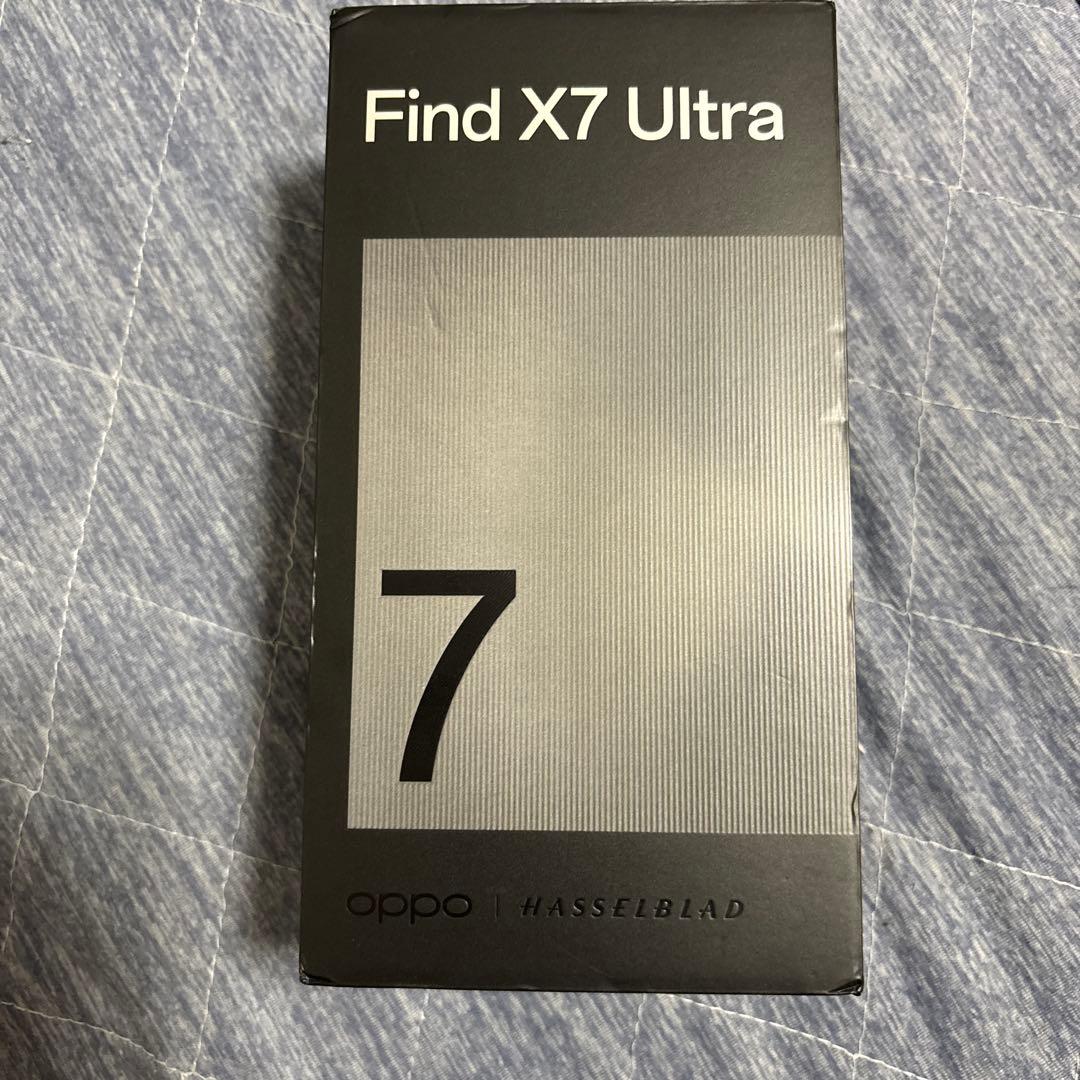 Find X7 Ultra
7
oppo | HASSELBLAD